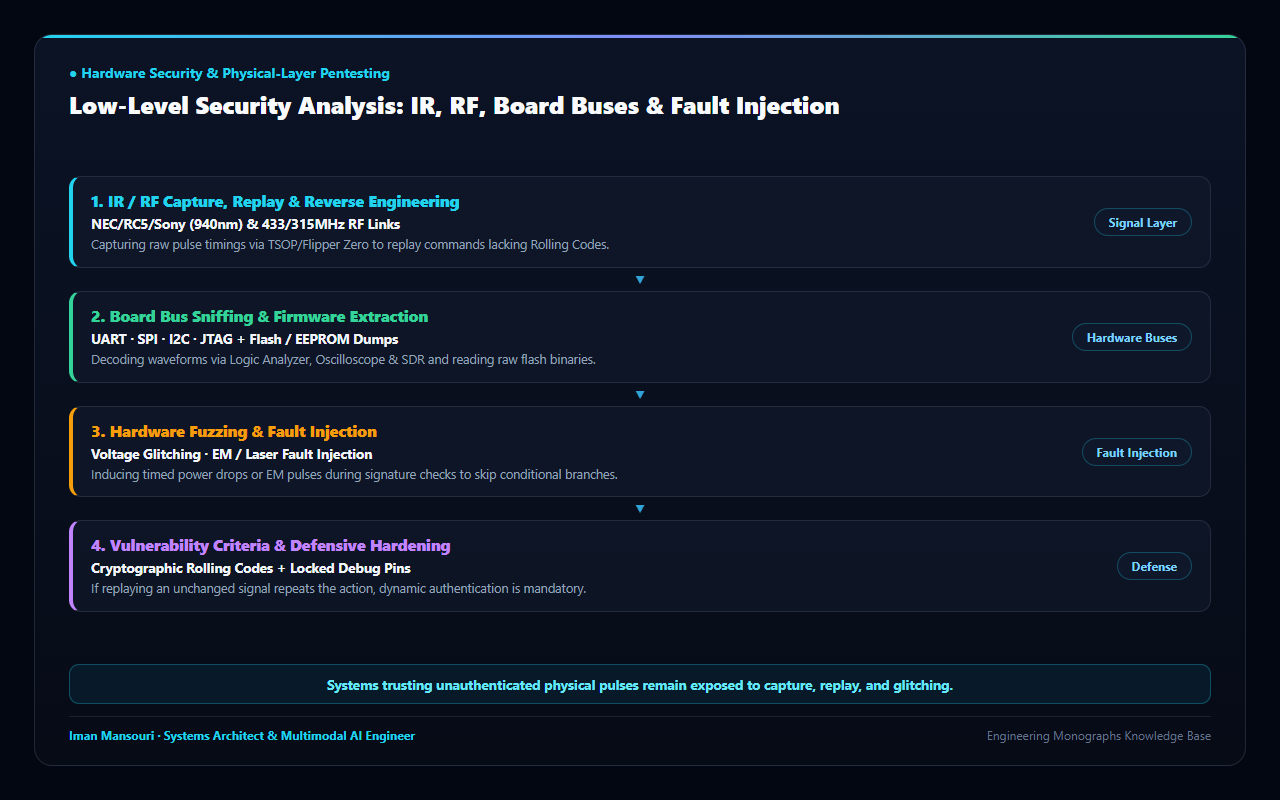 ● Hardware Security & Physical-Layer Pentesting
Low-Level Security Analysis: IR, RF, Board Buses & Fault Injection
1. IR / RF Capture, Replay & Reverse Engineering
NEC/RC5/Sony (940nm) & 433/315MHz RF Links
Capturing raw pulse timings via TSOP/Flipper Zero to replay commands lacking Rolling Codes.
Signal Layer
▼
2. Board Bus Sniffing & Firmware Extraction
UART · SPI · I2C · JTAG + Flash / EEPROM Dumps
Decoding waveforms via Logic Analyzer, Oscilloscope & SDR and reading raw flash binaries.
Hardware Buses
▼
3. Hardware Fuzzing & Fault Injection
Voltage Glitching · EM / Laser Fault Injection
Inducing timed power drops or EM pulses during signature checks to skip conditional branches.
Fault Injection
▼
4. Vulnerability Criteria & Defensive Hardening
Cryptographic Rolling Codes + Locked Debug Pins
If replaying an unchanged signal repeats the action, dynamic authentication is mandatory.
Defense
Systems trusting unauthenticated physical pulses remain exposed to capture, replay, and glitching.
Iman Mansouri · Systems Architect & Multimodal AI Engineer
Engineering Monographs Knowledge Base